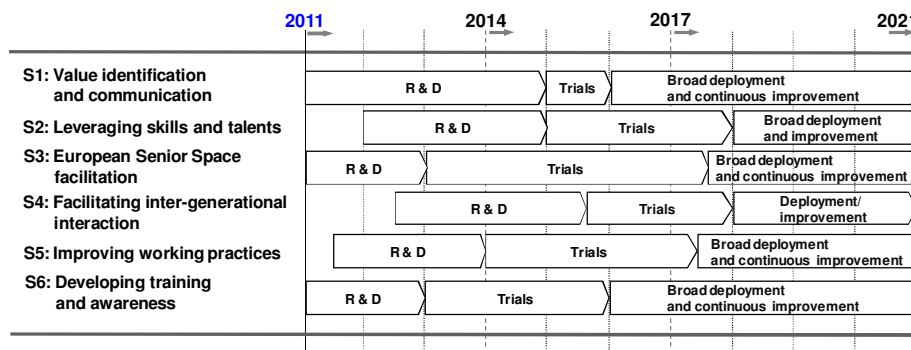 2011 2014 2017 2021
S1: Value identification
and communication
R & D Trials Broad deployment
and continuous improvement
S2: Leveraging skills and talents
R & D Trials Broad deployment
and improvement
S3: European Senior Space
facilitation
R & D Trials Broad deployment
and continuous improvement
S4: Facilitating inter-generational
interaction
R & D Trials Deployment/
improvement
S5: Improving working practices
R & D Trials Broad deployment
and continuous improvement
S6: Developing training
and awareness
R & D Trials Broad deployment
and continuous improvement